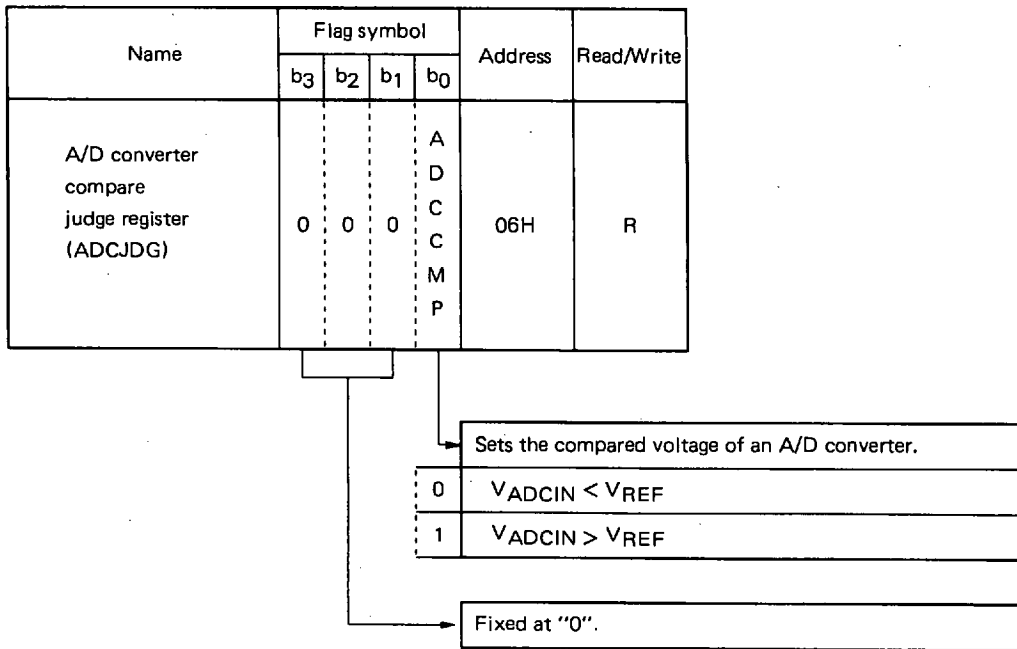 Name
Flag symbol
Address
Read/Write
b3 b2 b1 b0
A/D converter
compare
judge register
(ADCJDG)
0 0 0
A
D
C
C
M
P
06H
R
Sets the compared voltage of an A/D converter.
0 VADCIN < VREF
1 VADCIN > VREF
Fixed at "0".